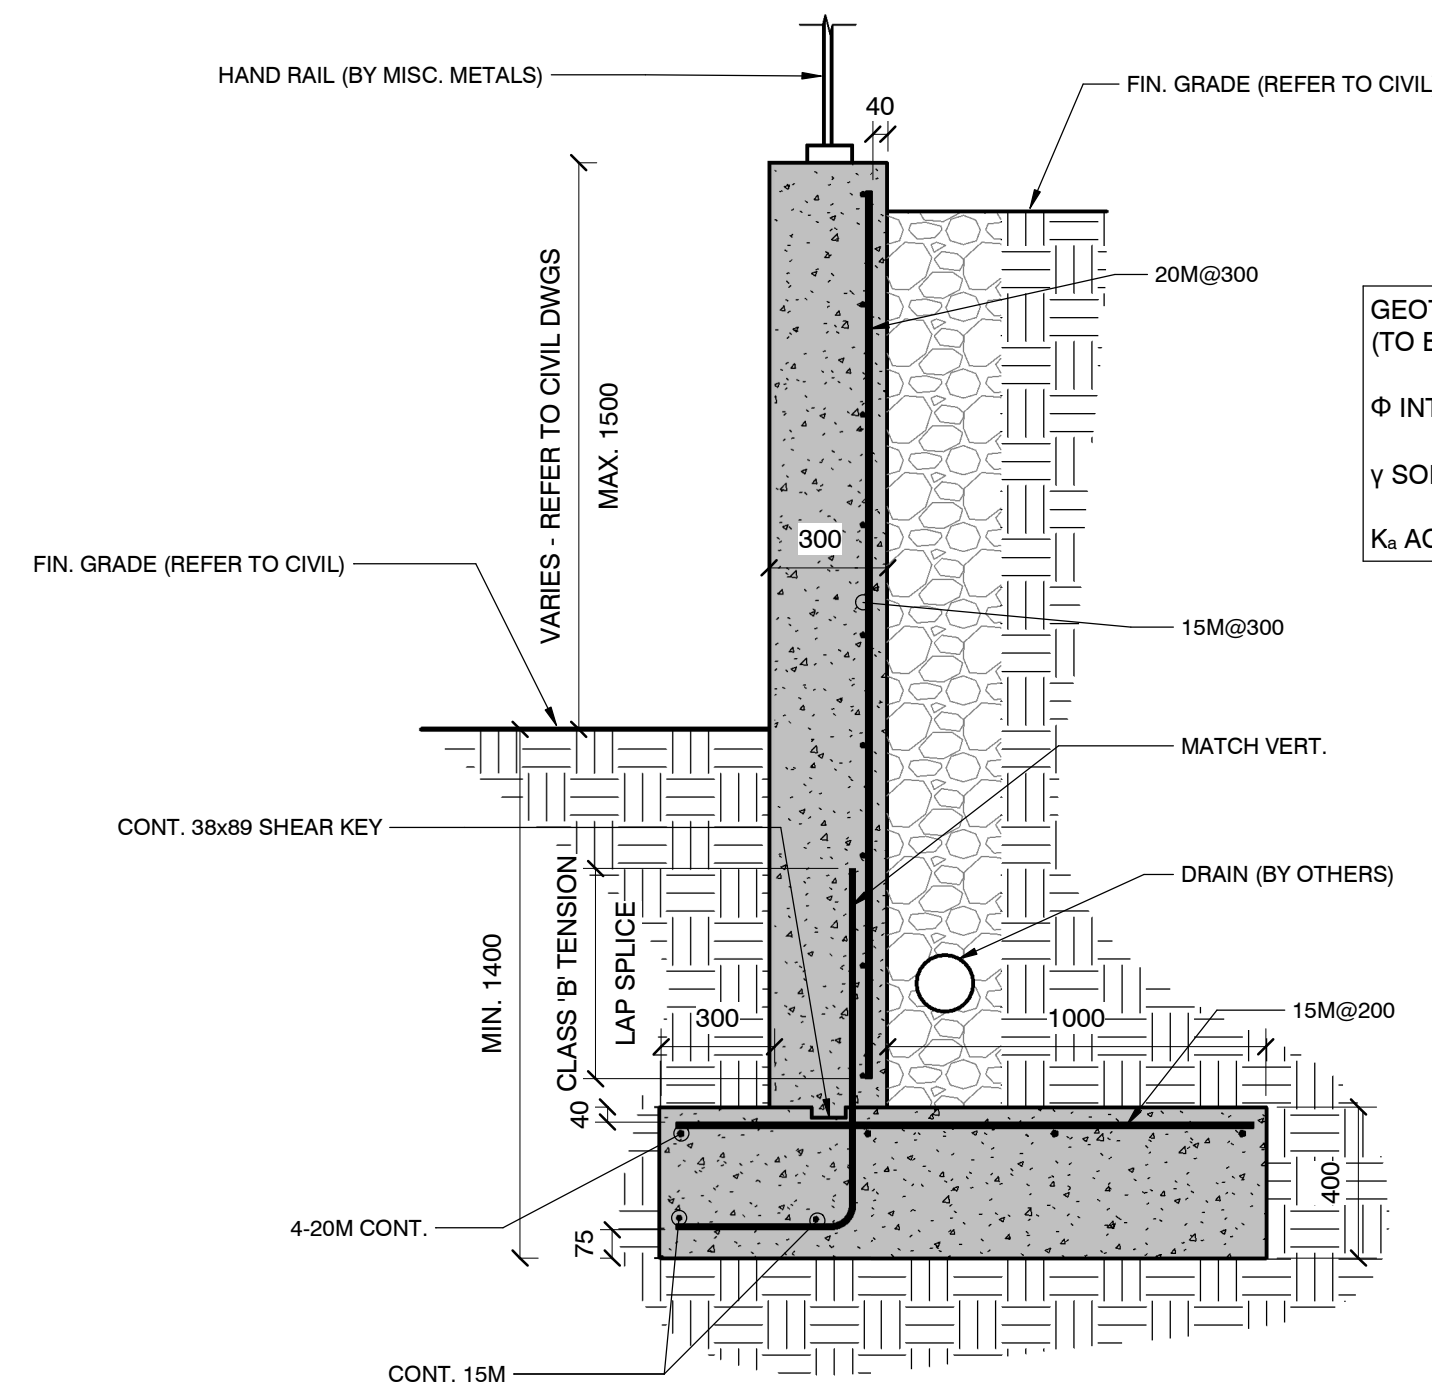 HAND RAIL (BY MISC. METALS)
40
FIN. GRADE (REFER TO CIVIL
20M@300
GEOT
(TO B
Φ INT
γ SOI
Kₐ AC
VARIES - REFER TO CIVIL DWGS
MAX. 1500
300
FIN. GRADE (REFER TO CIVIL)
15M@300
MATCH VERT.
CONT. 38x89 SHEAR KEY
DRAIN (BY OTHERS)
CLASS 'B' TENSION
LAP SPLICE
MIN. 1400
300
1000
15M@200
40
400
4-20M CONT.
75
CONT. 15M